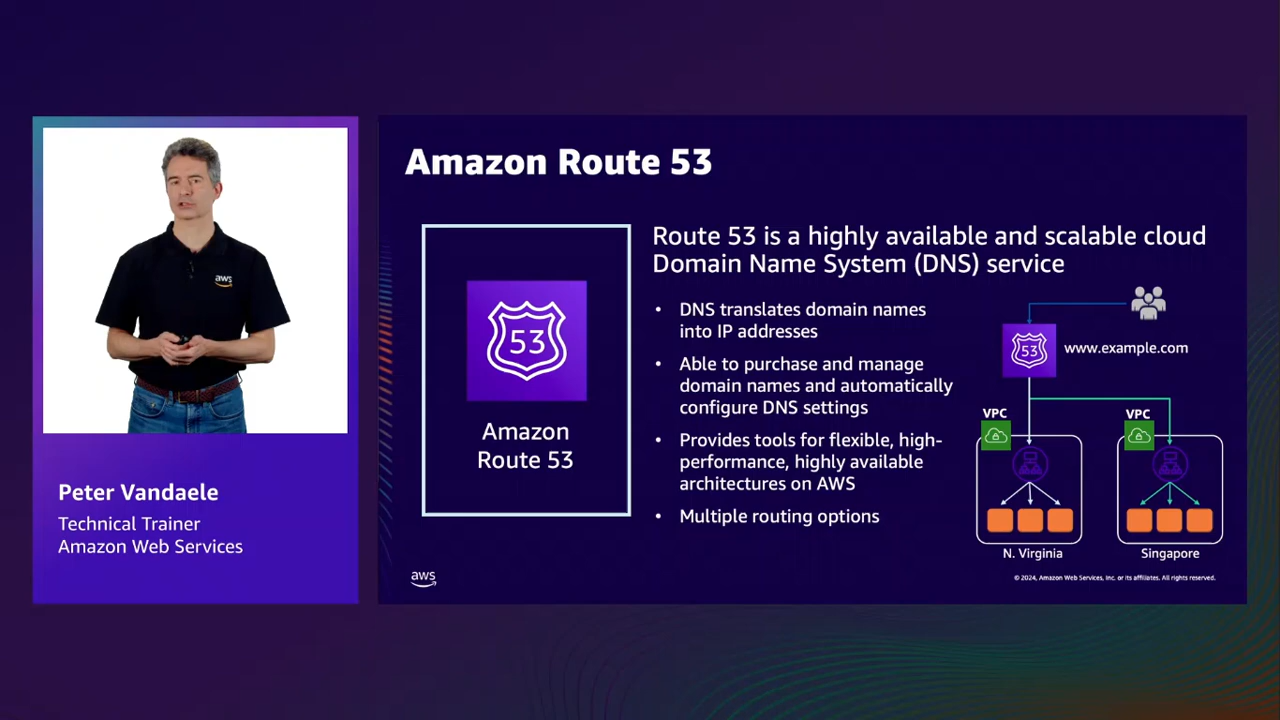 Amazon Route 53
aws
Peter Vandaele
Technical Trainer
Amazon Web Services
53
Amazon
Route 53
Route 53 is a highly available and scalable cloud
Domain Name System (DNS) service
• DNS translates domain names
into IP addresses
• Able to purchase and manage
domain names and automatically
configure DNS settings
• Provides tools for flexible, high-
performance, highly available
architectures on AWS
• Multiple routing options
53
www.example.com
VPC
VPC
N. Virginia
Singapore
aws
© 2024, Amazon Web Services, Inc. or its affiliates. All rights reserved.